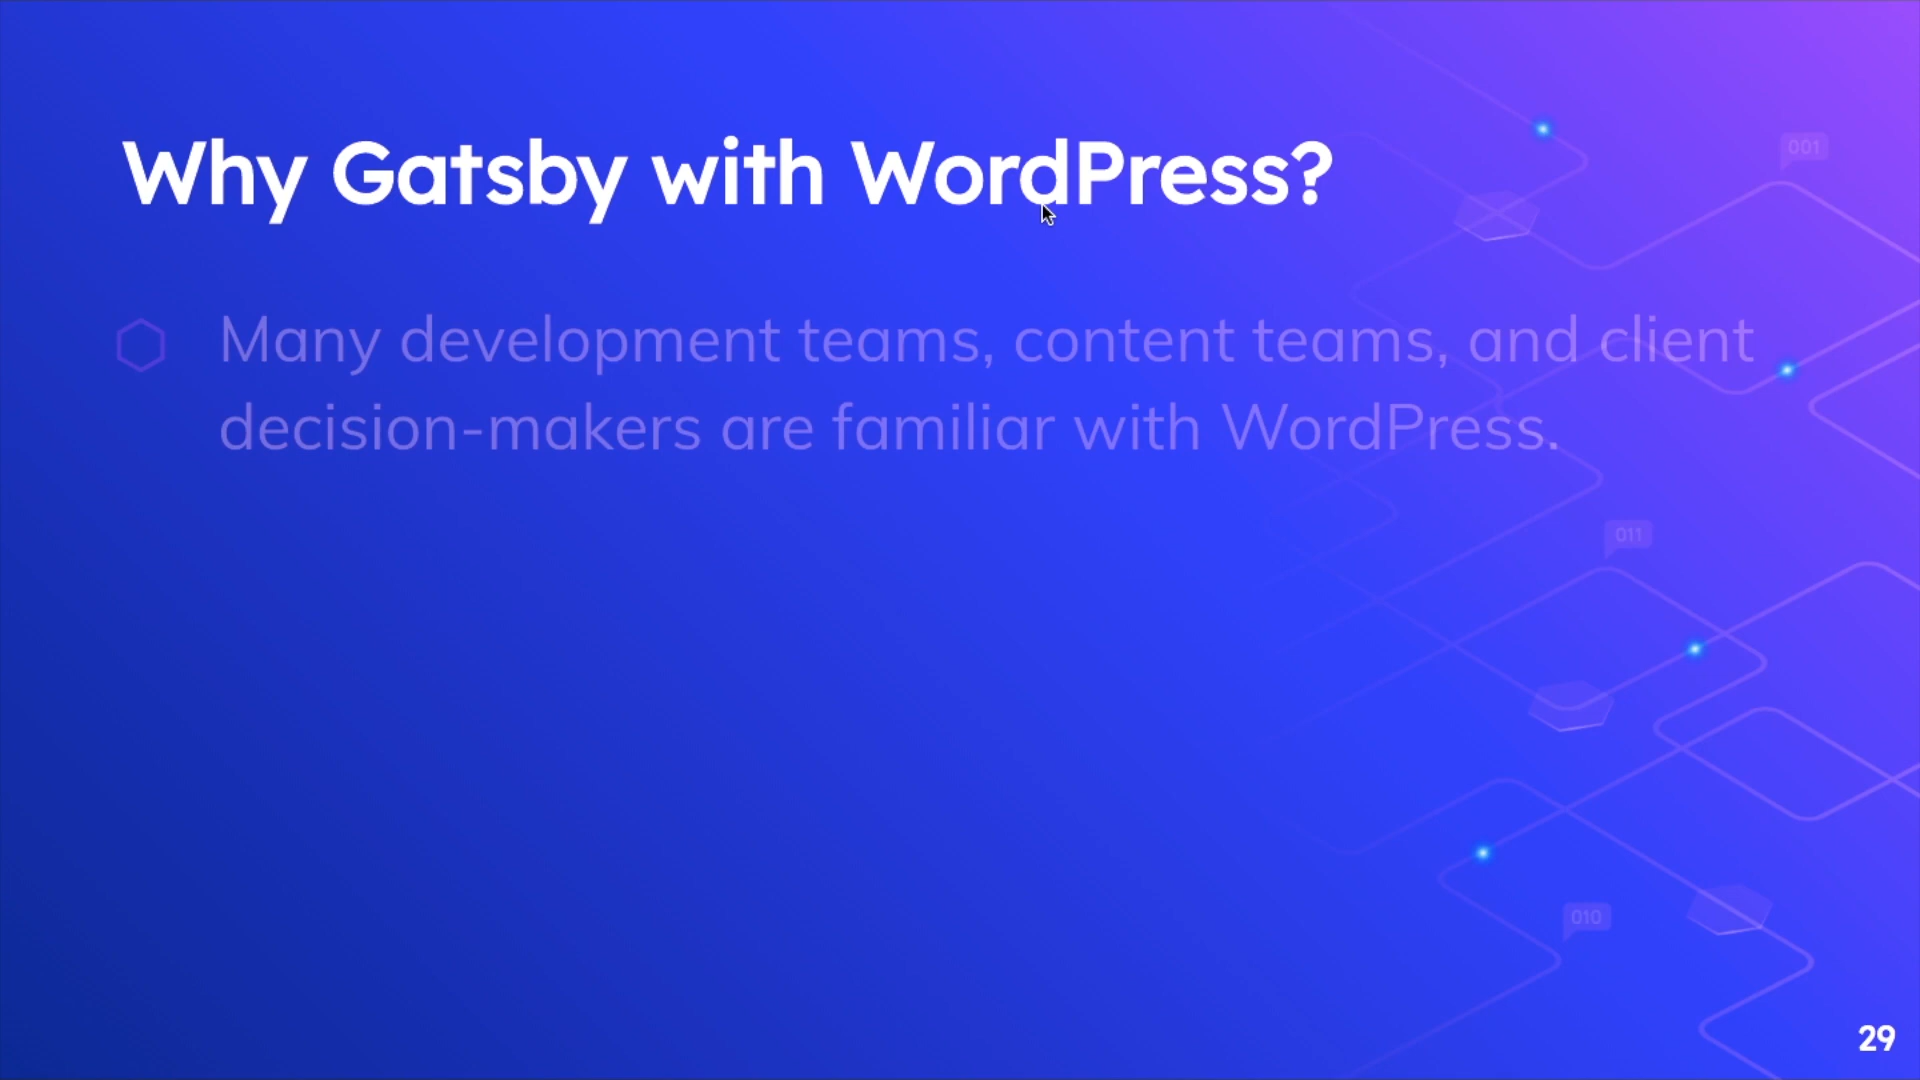 Why Gatsby with WordPress?
001
Many development teams, content teams, and client
decision-makers are familiar with WordPress.
011
010
29